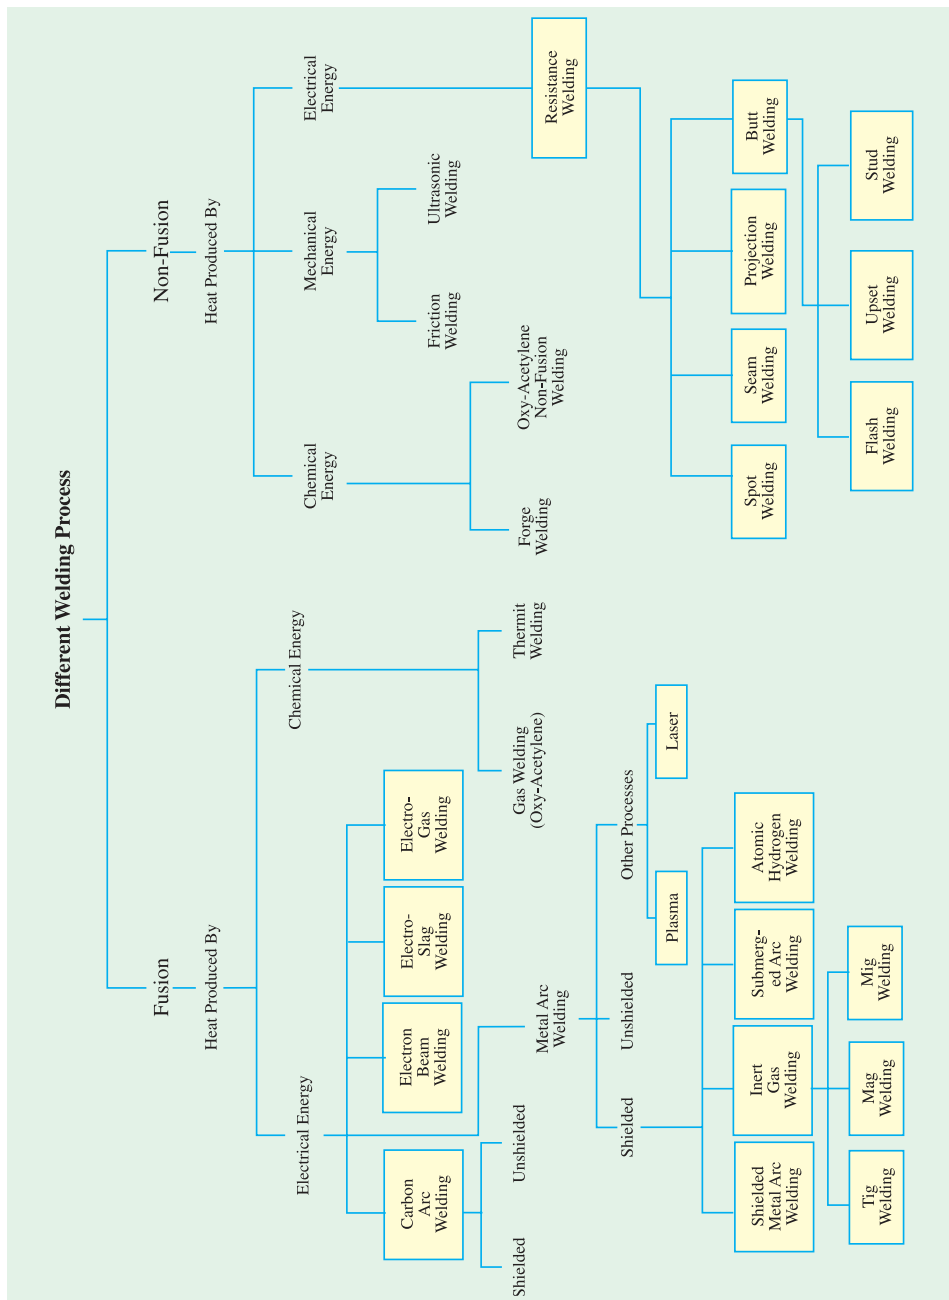 Different Welding Process
Fusion
Non-Fusion
Heat Produced By
Heat Produced By
Electrical Energy
Chemical Energy
Chemical
Energy
Mechanical
Energy
Electrical
Energy
Carbon
Arc
Welding
Electron
Beam
Welding
Electro-
Slag
Welding
Electro-
Gas
Welding
Friction
Welding
Ultrasonic
Welding
Shielded
Unshielded
Metal Arc
Welding
Gas Welding
(Oxy-Acetylene)
Thermit
Welding
Forge
Welding
Oxy-Acetylene
Non-Fusion
Welding
Resistance
Welding
Shielded
Unshielded
Other Processes
Plasma
Laser
Shielded
Metal Arc
Welding
Inert
Gas
Welding
Submerg-
ed Arc
Welding
Atomic
Hydrogen
Welding
Spot
Welding
Seam
Welding
Projection
Welding
Butt
Welding
Tig
Welding
Mag
Welding
Mig
Welding
Flash
Welding
Upset
Welding
Stud
Welding